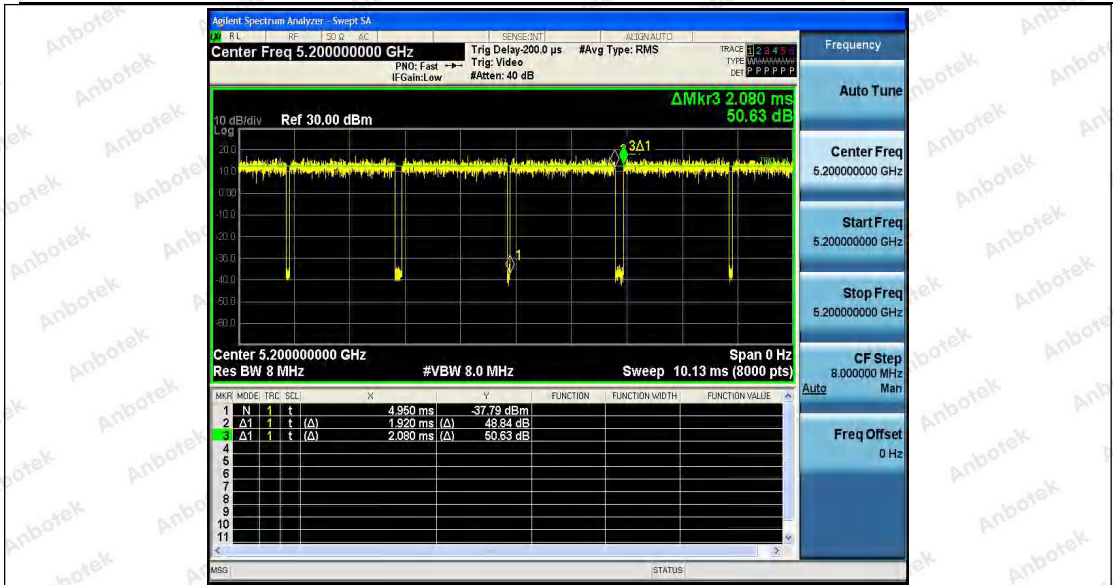 Agilent Spectrum Analyzer - Swept SA
LXI RL RF 50 Ω AC SENSE:INT ALIGNAUTO
Center Freq 5.200000000 GHz
PNO: Fast
IFGain:Low
Trig Delay-200.0 µs
Trig: Video
#Atten: 40 dB
#Avg Type: RMS
TRACE 1 2 3 4 5 6
TYPE
DET P P P P P P
ΔMkr3 2.080 ms
50.63 dB
10 dB/div Ref 30.00 dBm
Log
20.0
10.0
0.00
-10.0
-20.0
-30.0
-40.0
-50.0
-60.0
3Δ1
1
Center 5.200000000 GHz Span 0 Hz
Res BW 8 MHz #VBW 8.0 MHz Sweep 10.13 ms (8000 pts)
MKR MODE TRC SCL X Y FUNCTION FUNCTION WIDTH FUNCTION VALUE
1 N 1 t 4.950 ms -37.79 dBm
2 Δ1 1 t (Δ) 1.920 ms (Δ) 48.84 dB
3 Δ1 1 t (Δ) 2.080 ms (Δ) 50.63 dB
4
5
6
7
8
9
10
11
MSG STATUS
Frequency
Auto Tune
Center Freq
5.200000000 GHz
Start Freq
5.200000000 GHz
Stop Freq
5.200000000 GHz
CF Step
8.000000 MHz
Auto Man
Freq Offset
0 Hz
Anbotek